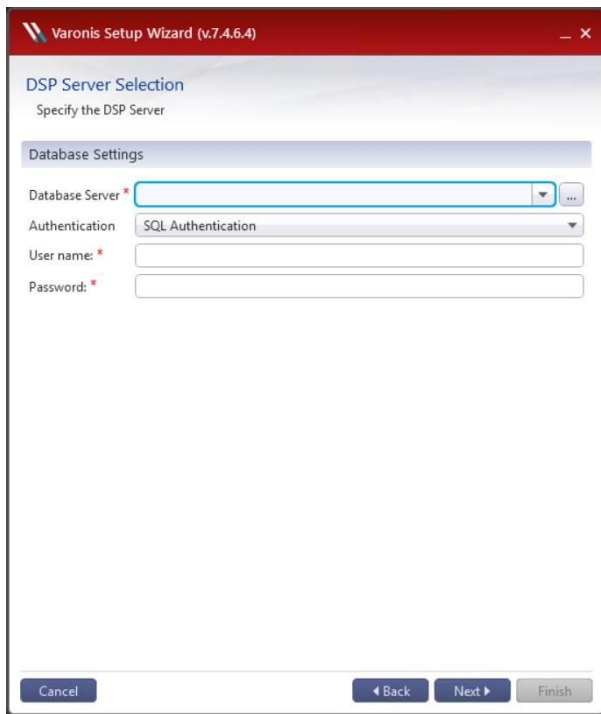 Varonis Setup Wizard (v.7.4.6.4)
DSP Server Selection
Specify the DSP Server
Database Settings
Database Server *
...
Authentication SQL Authentication
User name: *
Password: *
Cancel Back Next Finish